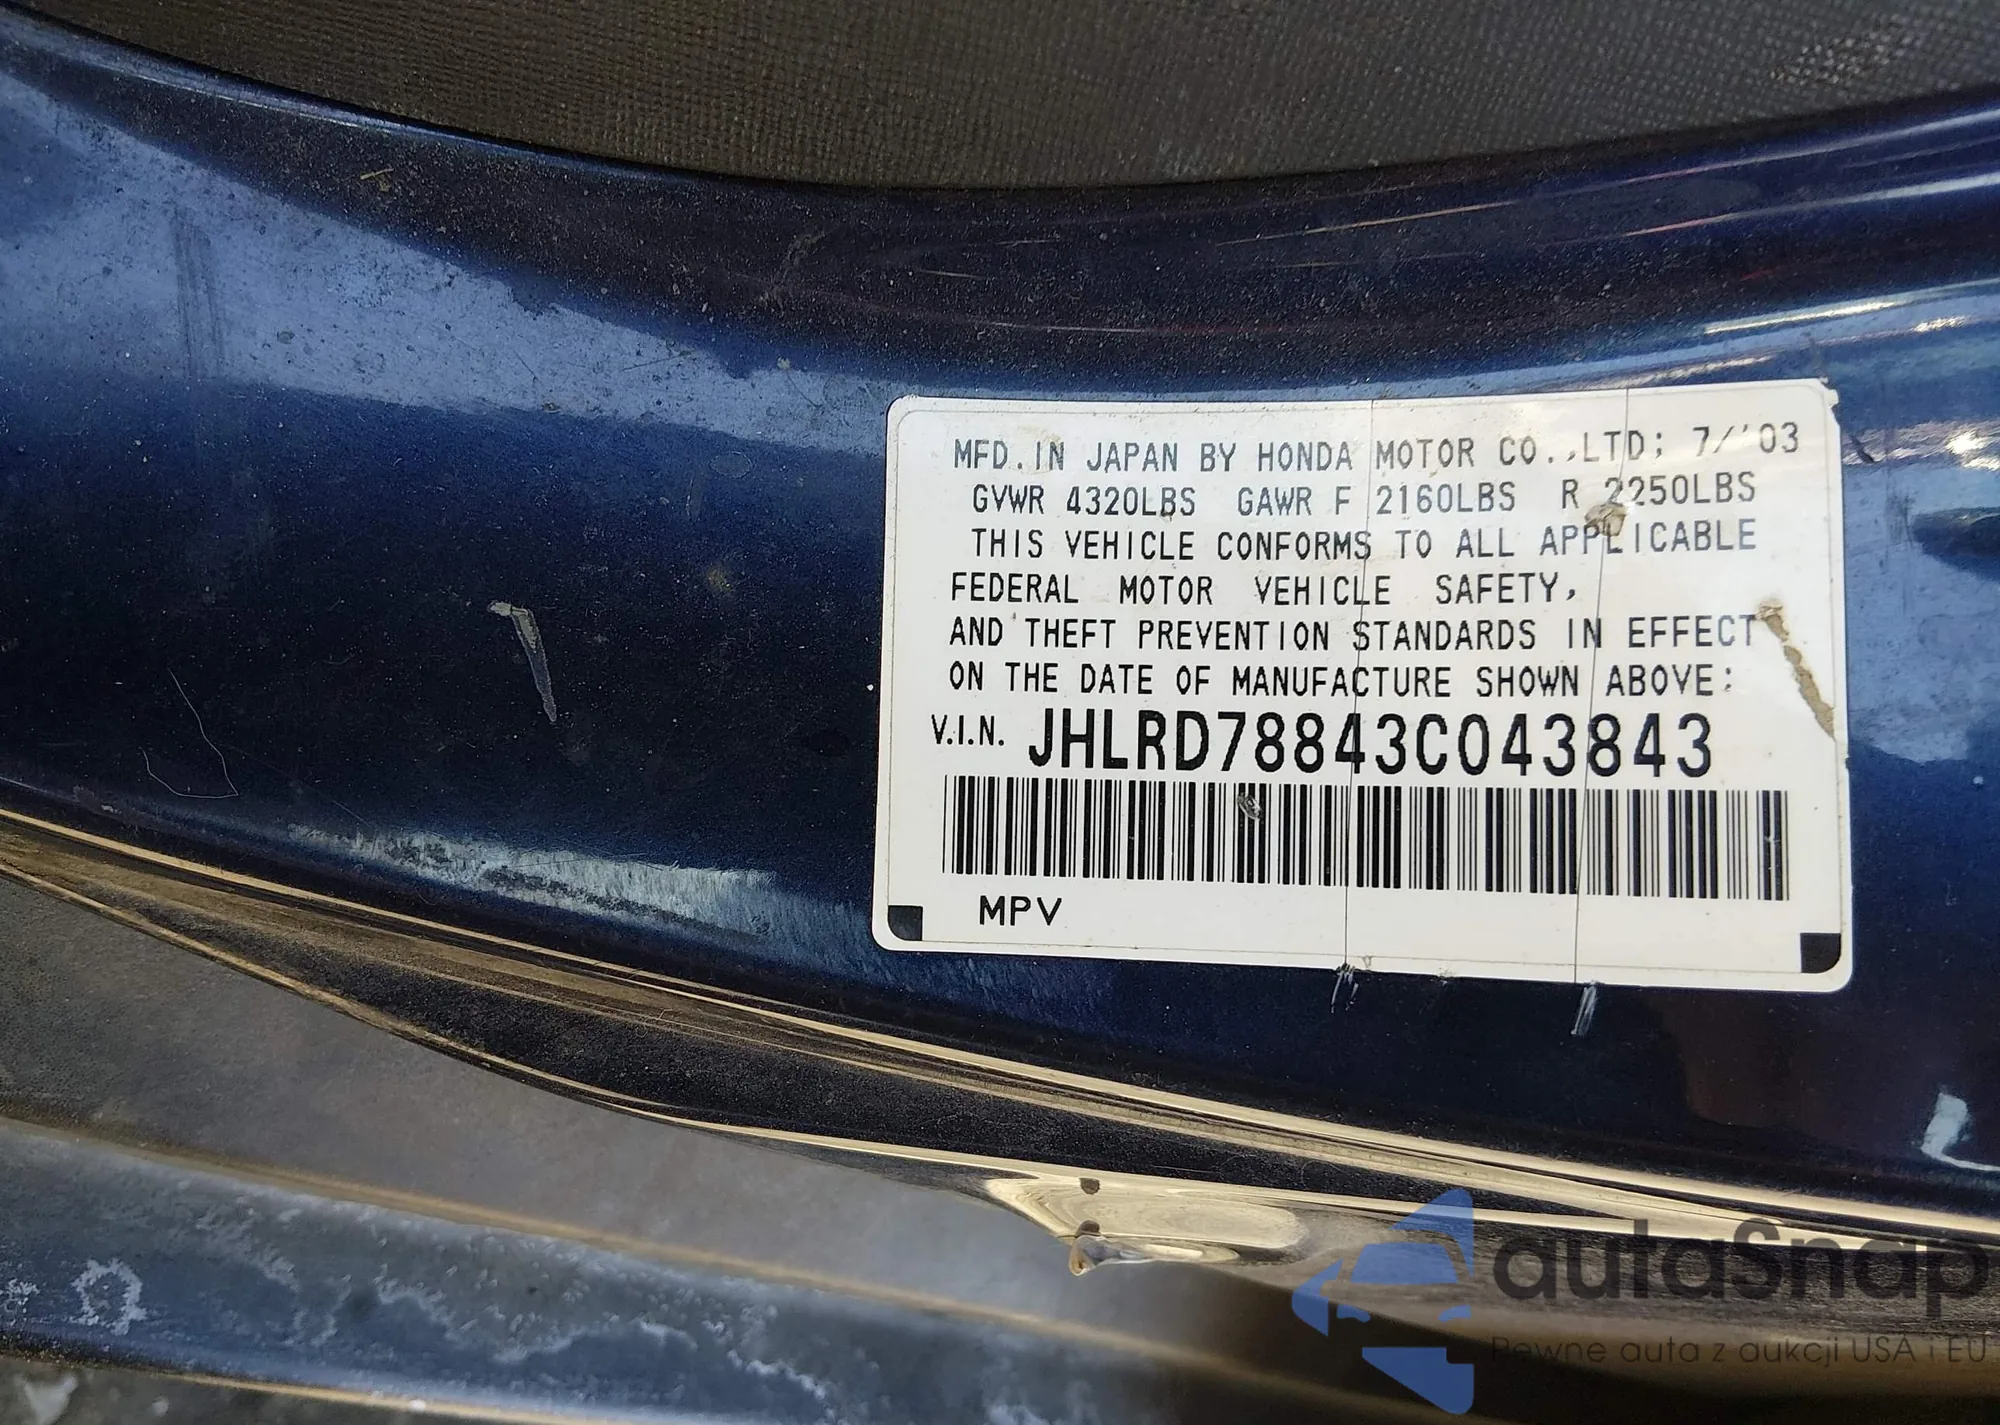 MFD. IN JAPAN BY HONDA MOTOR CO.,LTD; 7/'03
GVWR 4320LBS GAWR F 2160LBS R 2250LBS
THIS VEHICLE CONFORMS TO ALL APPLICABLE
FEDERAL MOTOR VEHICLE SAFETY,
AND THEFT PREVENTION STANDARDS IN EFFECT
ON THE DATE OF MANUFACTURE SHOWN ABOVE:
V.I.N. JHLRD78843C043843
MPV
autaSnap
Pewne auta z aukcji USA i EU